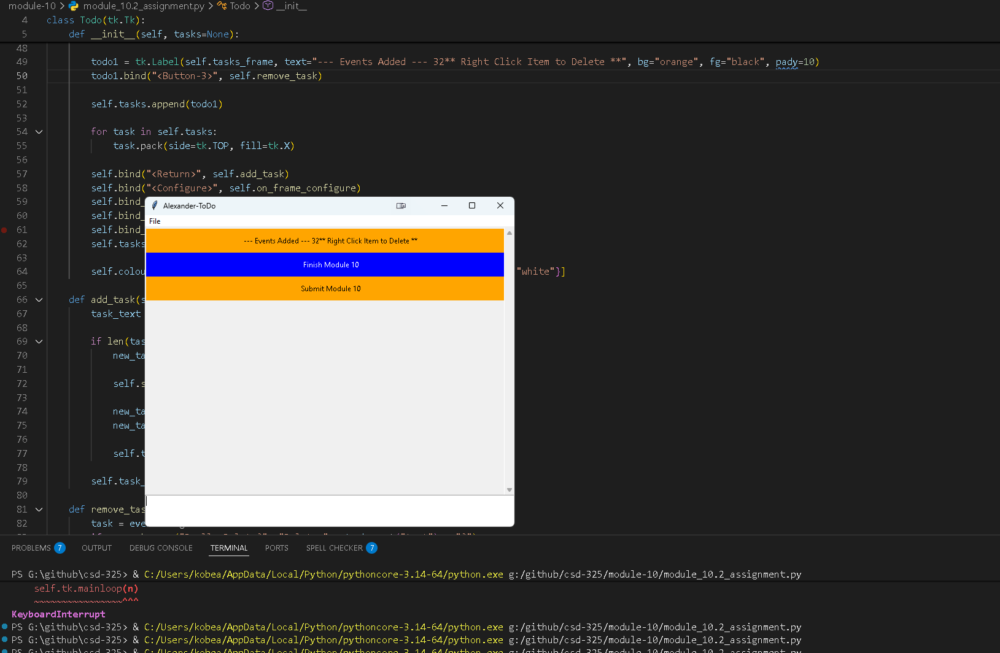 module-10 > module_10.2_assignment.py > Todo > __init__
4 class Todo(tk.Tk):
5 def __init__(self, tasks=None):
48
49 todo1 = tk.Label(self.tasks_frame, text="--- Events Added --- 32** Right Click Item to Delete **", bg="orange", fg="black", pady=10)
50 todo1.bind("<Button-3>", self.remove_task)
51
52 self.tasks.append(todo1)
53
54 for task in self.tasks:
55 task.pack(side=tk.TOP, fill=tk.X)
56
57 self.bind("<Return>", self.add_task)
58 self.bind("<Configure>", self.on_frame_configure)
59 self.bind_
60 self.bind_
61 self.bind_
62 self.tasks
63
64 self.colou "white"}]
65
66 def add_task(s
67 task_text
68
69 if len(tas
70 new_ta
71
72 self.s
73
74 new_ta
75 new_ta
76
77 self.t
78
79 self.task_
80
81 def remove_tas
82 task = eve
Alexander-ToDo
File
--- Events Added --- 32** Right Click Item to Delete **
Finish Module 10
Submit Module 10
PROBLEMS 7 OUTPUT DEBUG CONSOLE TERMINAL PORTS SPELL CHECKER 7
PS G:\github\csd-325> & C:/Users/kobea/AppData/Local/Python/pythoncore-3.14-64/python.exe g:/github/csd-325/module-10/module_10.2_assignment.py
self.tk.mainloop(n)
~~~~~~~~~~~~~~~~^^^
KeyboardInterrupt
PS G:\github\csd-325> & C:/Users/kobea/AppData/Local/Python/pythoncore-3.14-64/python.exe g:/github/csd-325/module-10/module_10.2_assignment.py
PS G:\github\csd-325> & C:/Users/kobea/AppData/Local/Python/pythoncore-3.14-64/python.exe g:/github/csd-325/module-10/module_10.2_assignment.py
PS G:\github\csd-325> & C:/Users/kobea/AppData/Local/Python/pythoncore-3.14-64/python.exe g:/github/csd-325/module-10/module_10.2_assignment.py